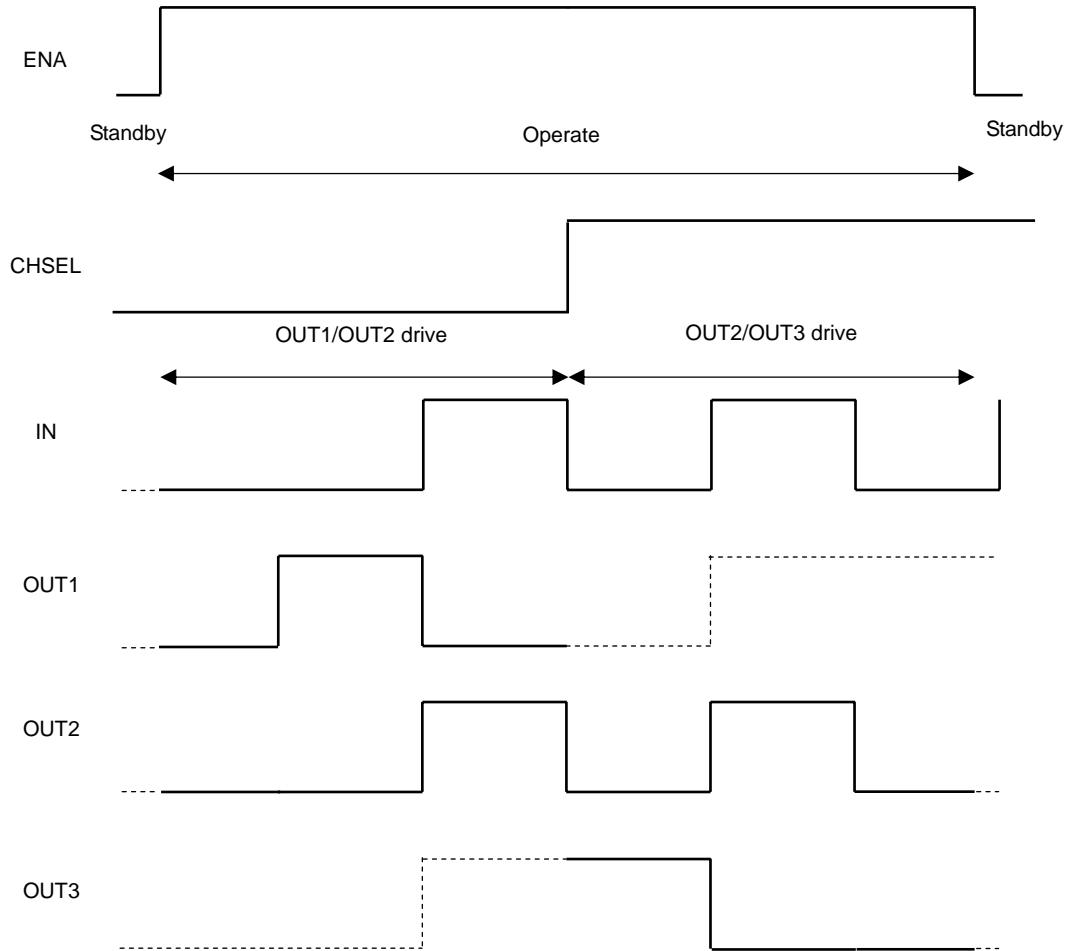 ENA
Standby
Operate
Standby
CHSEL
OUT1/OUT2 drive
OUT2/OUT3 drive
IN
OUT1
OUT2
OUT3